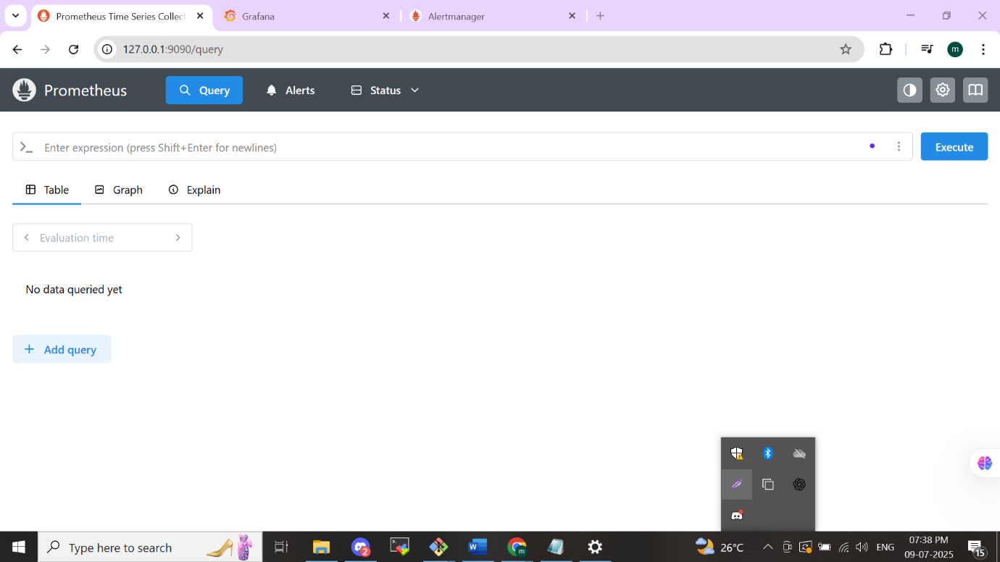 Prometheus Time Series Collect
Grafana
Alertmanager
127.0.0.1:9090/query
m
Prometheus
Query
Alerts
Status
Enter expression (press Shift+Enter for newlines)
Execute
Table
Graph
Explain
Evaluation time
No data queried yet
Add query
Type here to search
2
W
m
26°C
ENG
07:38 PM
09-07-2025
15